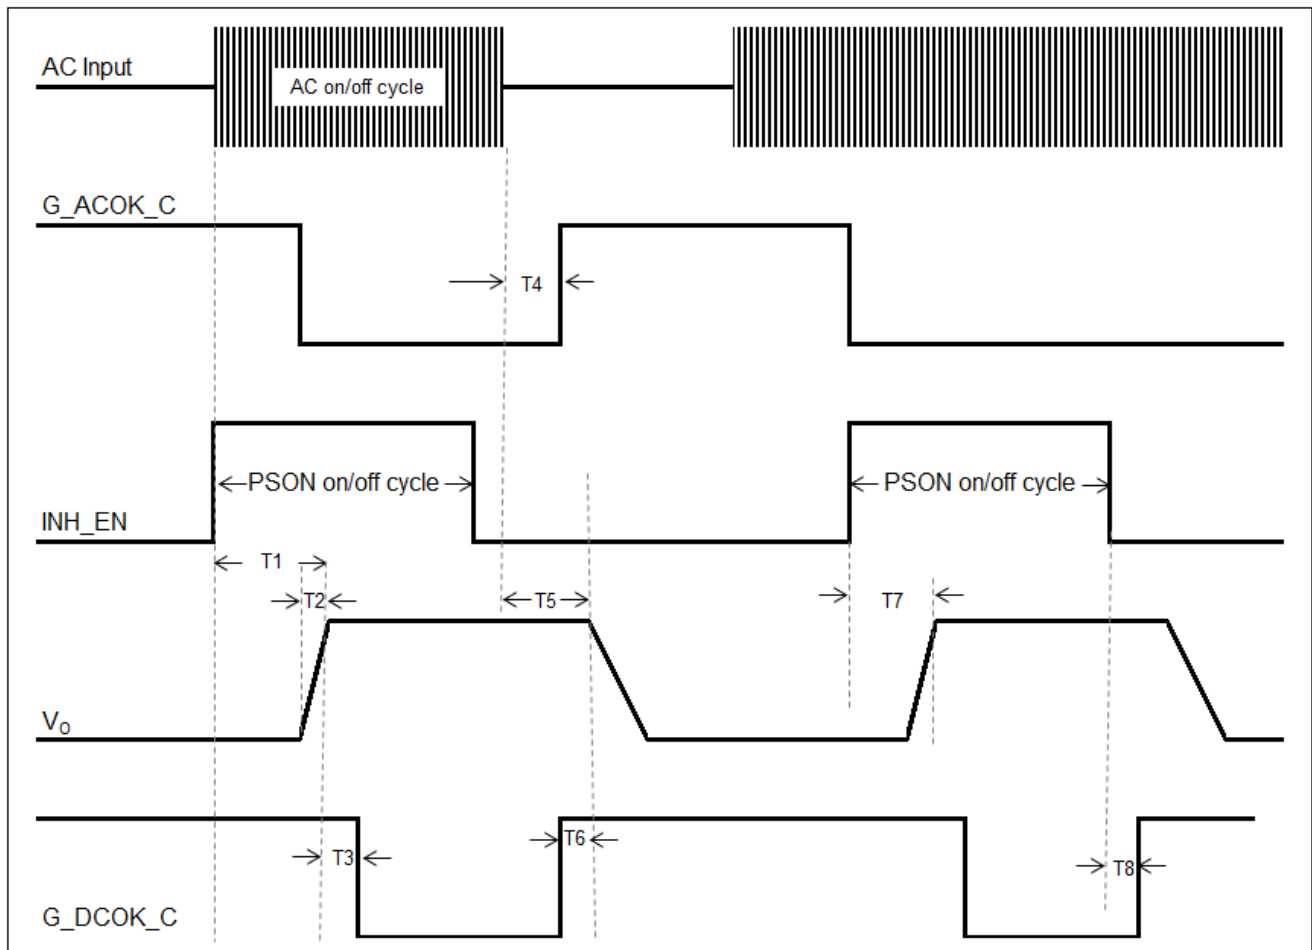 AC Input
AC on/off cycle
G_ACOK_C
T4
PSON on/off cycle
PSON on/off cycle
INH_EN
T1
T2
T5
T7
Vo
T3
T6
T8
G_DCOK_C